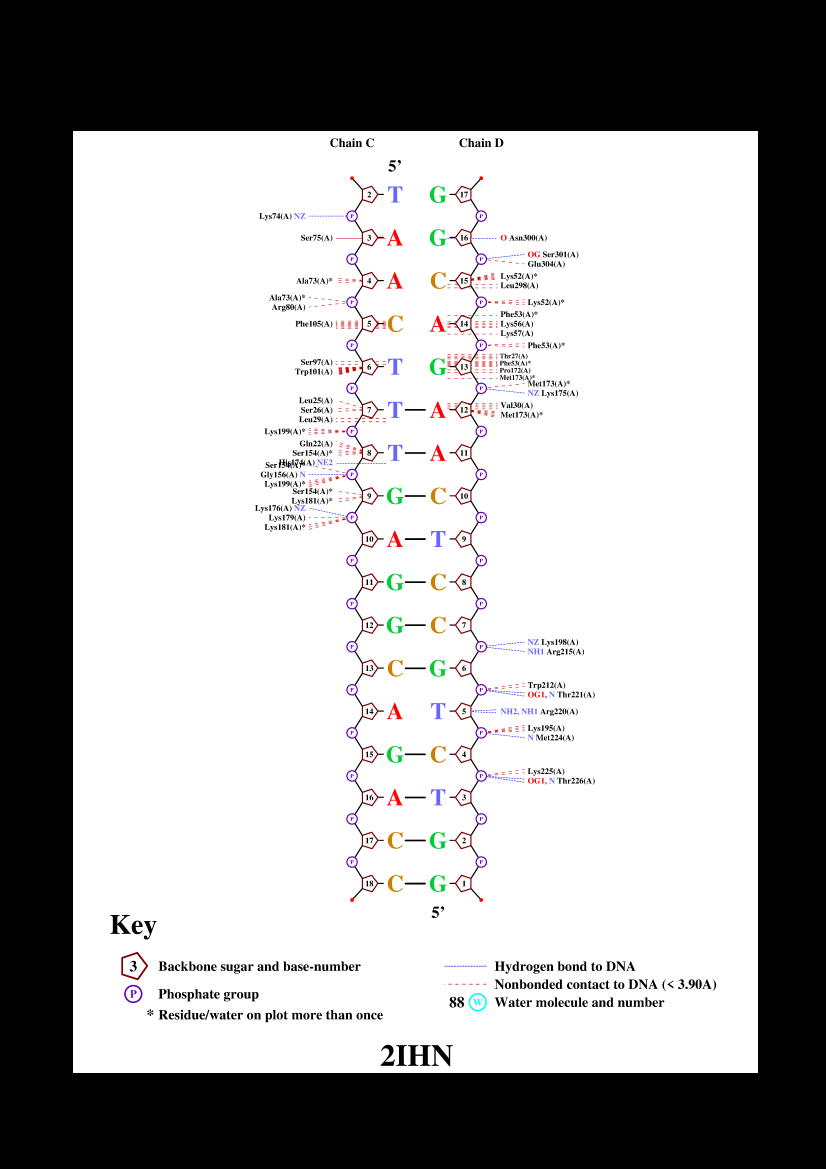 Chain C Chain D
5’
2 T G 17
P P
Lys74(A) NZ
Ser75(A) 3 A G 16 O Asn300(A)
P P OG Ser301(A)
Glu304(A)
Ala73(A)* 4 A C 15 Lys52(A)*
Leu298(A)
Ala73(A)* P P Lys52(A)*
Arg80(A)
Phe53(A)*
Phe105(A) 5 C A 14 Lys56(A)
Lys57(A)
P P Phe53(A)*
Thr27(A)
Ser97(A) 6 T G 13 Phe53(A)*
Trp101(A) Pro172(A)
Met173(A)*
P P Met173(A)*
NZ Lys175(A)
Leu25(A)
Ser26(A) 7 T A 12 Val30(A)
Leu29(A) Met173(A)*
Lys199(A)* P P
Gln22(A)
Ser154(A)* 8 T A 11
His174(A) NE2
Ser154(A)*
Gly156(A) N P P
Lys199(A)*
Ser154(A)* 9 G C 10
Lys181(A)*
Lys176(A) NZ
Lys179(A) P P
Lys181(A)*
10 A T 9
P P
11 G C 8
P P
12 G C 7
P P NZ Lys198(A)
NH1 Arg215(A)
13 C G 6
P P Trp212(A)
OG1, N Thr221(A)
14 A T 5 NH2, NH1 Arg220(A)
P P Lys195(A)
N Met224(A)
15 G C 4
P P Lys225(A)
OG1, N Thr226(A)
16 A T 3
P P
17 C G 2
P P
18 C G 1
5’
Key
3 Backbone sugar and base-number
P Phosphate group
* Residue/water on plot more than once
Hydrogen bond to DNA
Nonbonded contact to DNA (< 3.90A)
88 W Water molecule and number
2IHN